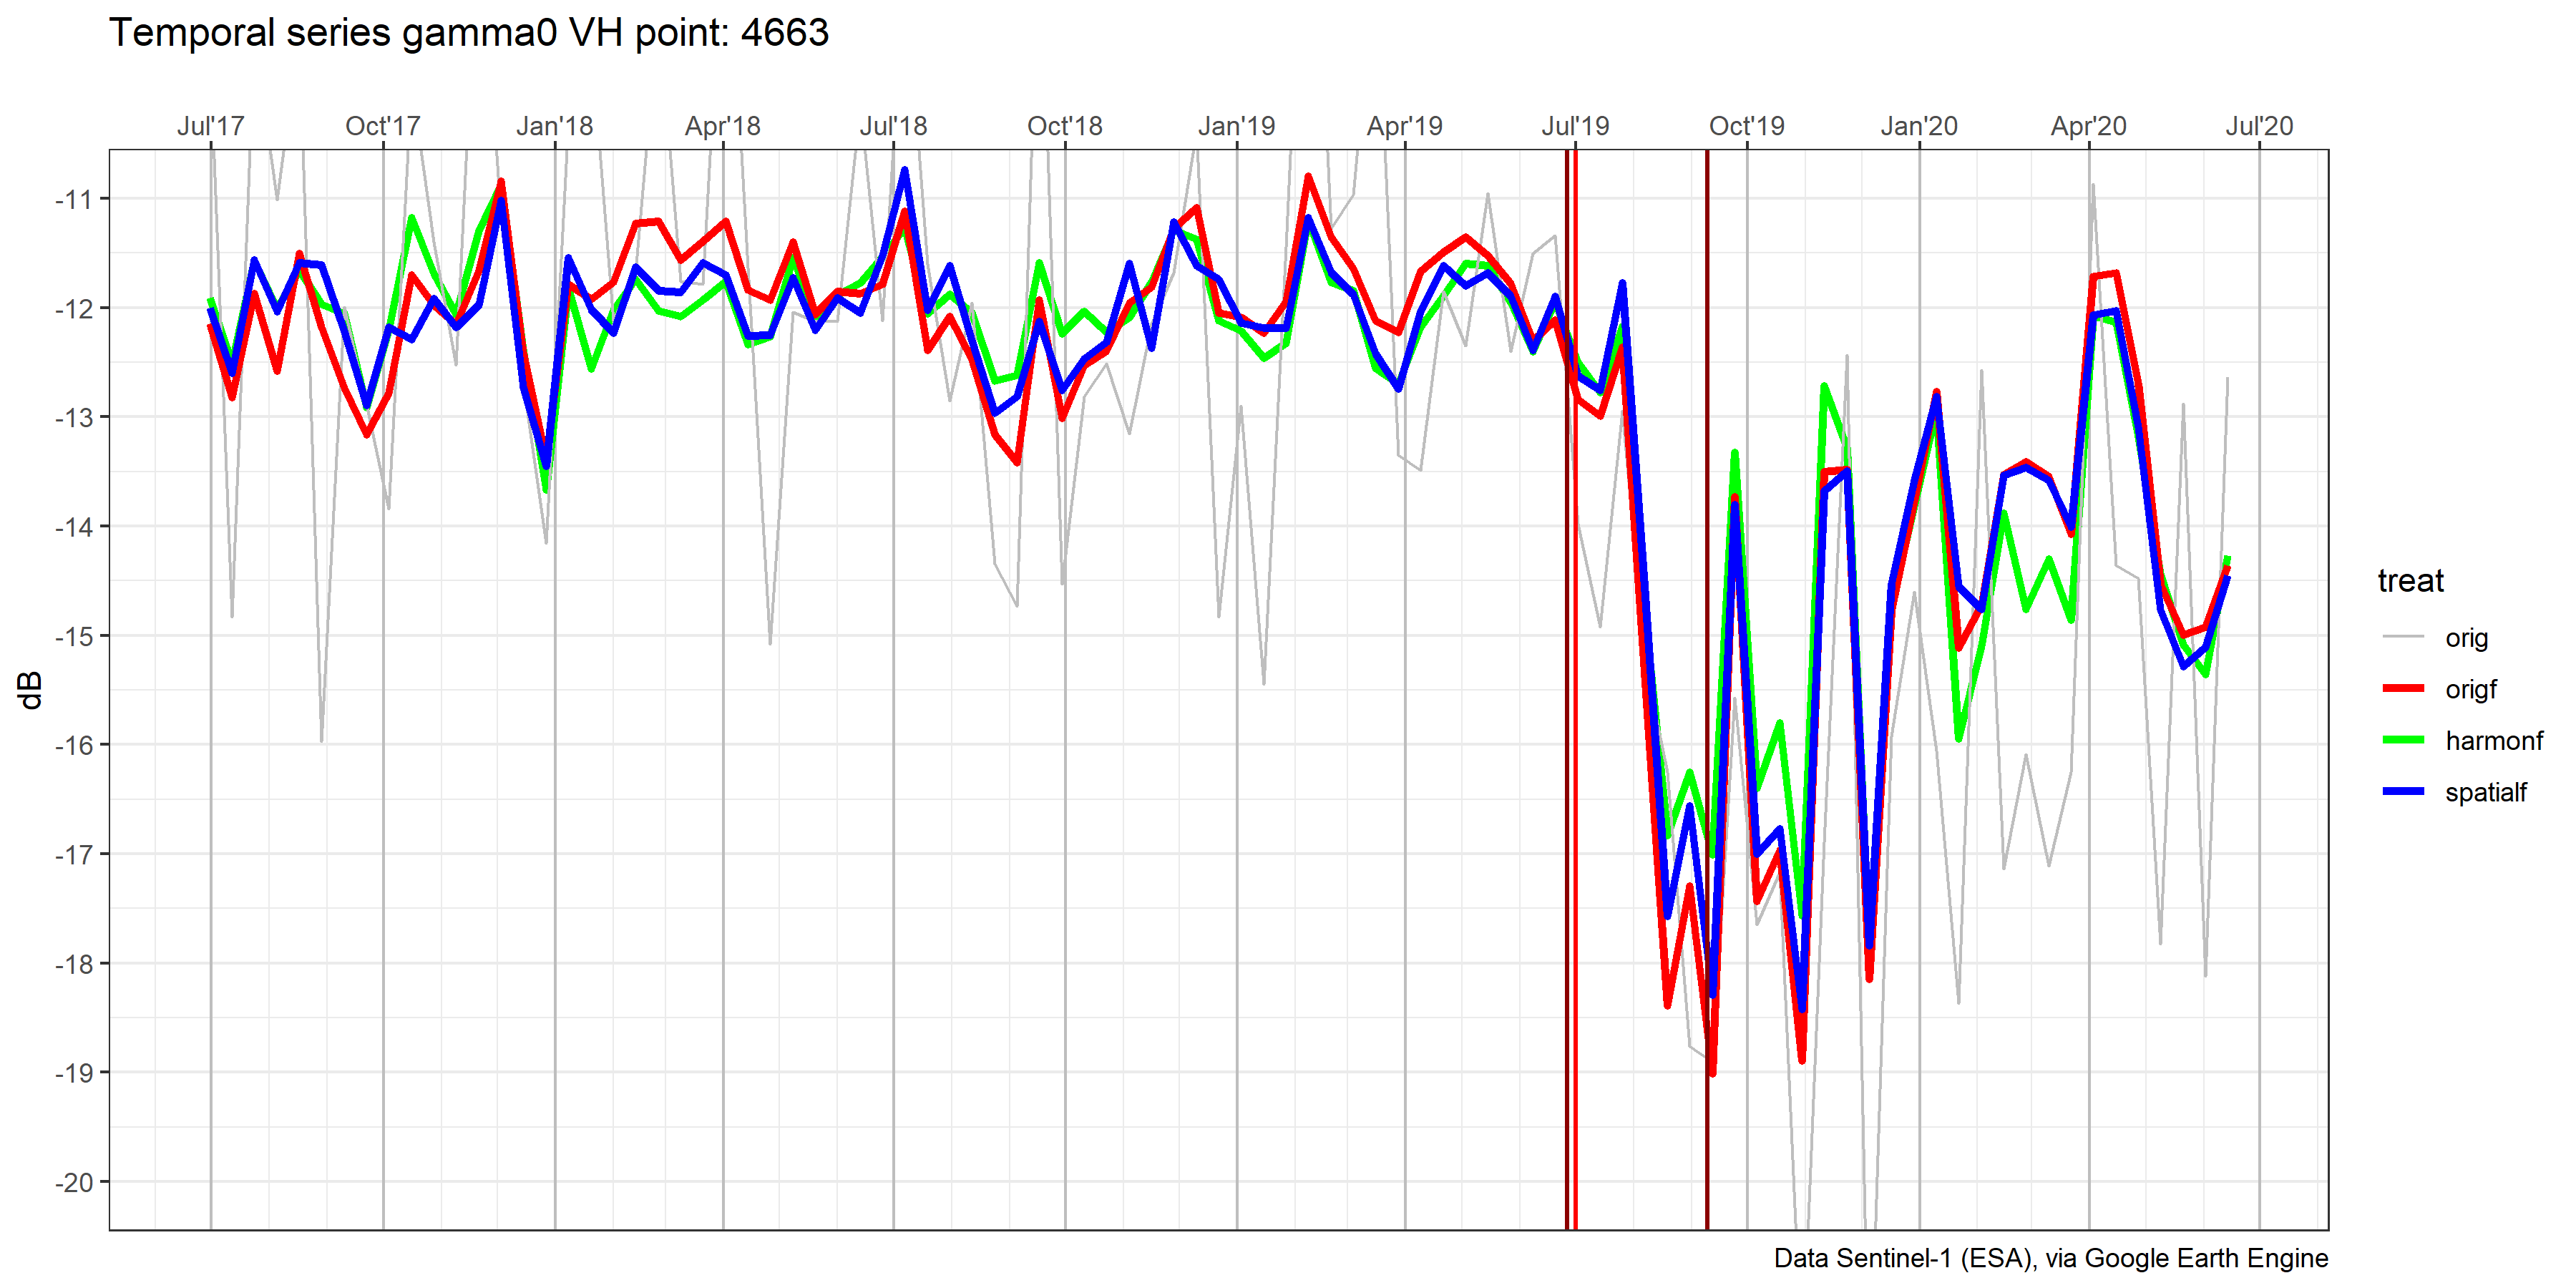 Temporal series gamma0 VH point: 4663
Jul'17 Oct'17 Jan'18 Apr'18 Jul'18 Oct'18 Jan'19 Apr'19 Jul'19 Oct'19 Jan'20 Apr'20 Jul'20
-11
-12
-13
-14
-15
-16
-17
-18
-19
-20
dB
treat
orig
origf
harmonf
spatialf
Data Sentinel-1 (ESA), via Google Earth Engine